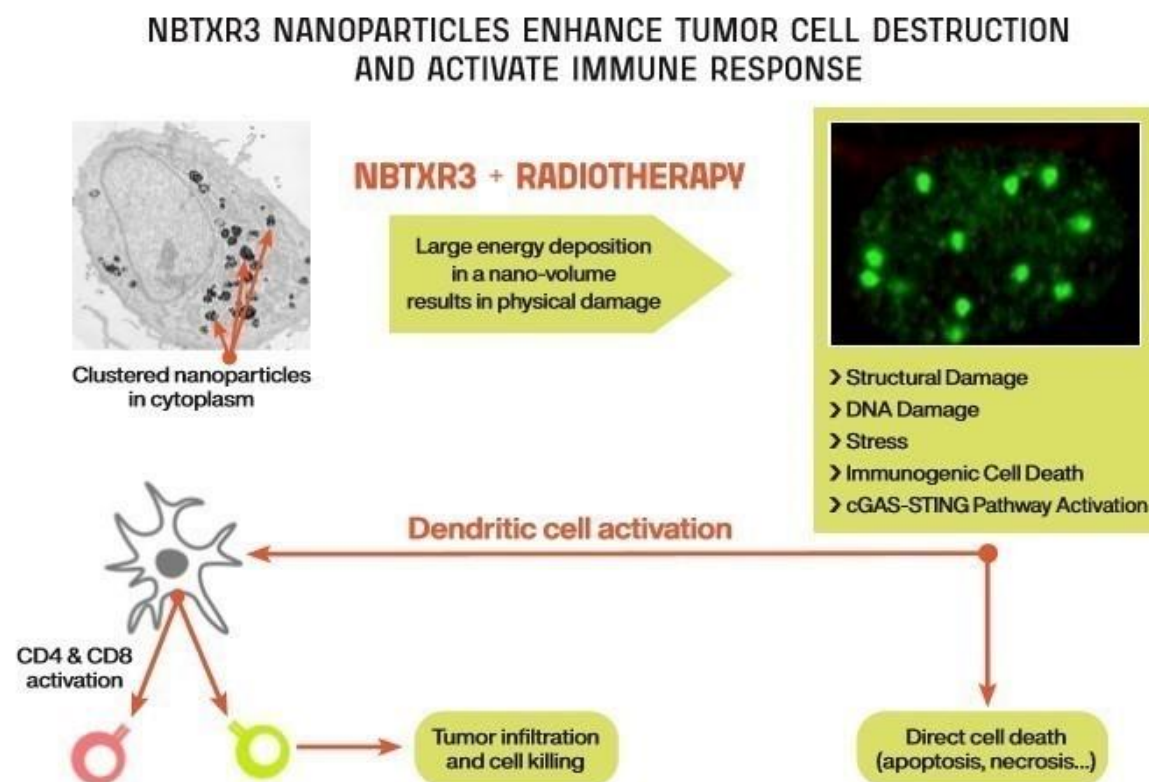 NBTXR3 NANOPARTICLES ENHANCE TUMOR CELL DESTRUCTION
AND ACTIVATE IMMUNE RESPONSE
NBTXR3 + RADIOTHERAPY
Large energy deposition
in a nano-volume
results in physical damage
Clustered nanoparticles
in cytoplasm
❯ Structural Damage
❯ DNA Damage
❯ Stress
❯ Immunogenic Cell Death
❯ cGAS-STING Pathway Activation
Dendritic cell activation
CD4 & CD8
activation
Tumor infiltration
and cell killing
Direct cell death
(apoptosis, necrosis...)